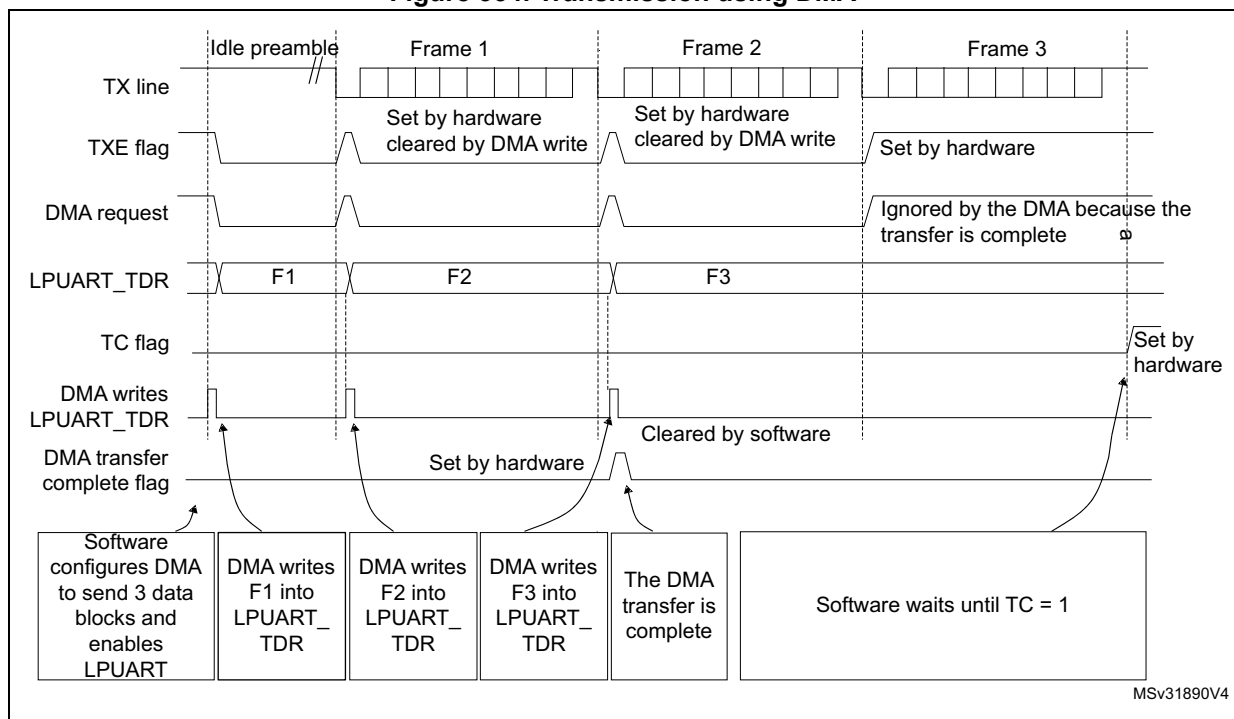 Idle preamble
Frame 1
Frame 2
Frame 3
TX line
Set by hardware
cleared by DMA write
Set by hardware
cleared by DMA write
TXE flag
Set by hardware
DMA request
Ignored by the DMA because the
transfer is complete
a
LPUART_TDR
F1
F2
F3
TC flag
Set by
hardware
DMA writes
LPUART_TDR
Cleared by software
DMA transfer
complete flag
Set by hardware
Software
configures DMA
to send 3 data
blocks and
enables
LPUART
DMA writes
F1 into
LPUART_
TDR
DMA writes
F2 into
LPUART_
TDR
DMA writes
F3 into
LPUART_
TDR
The DMA
transfer is
complete
Software waits until TC = 1
MSv31890V4